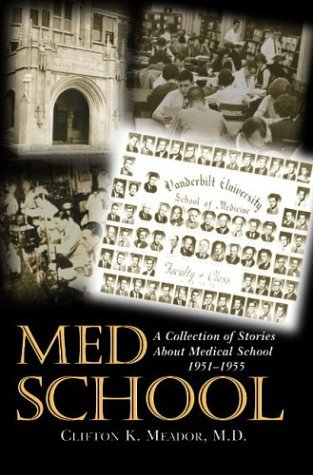 Vanderbilt University
School of Medicine
Faculty & Class
MED
SCHOOL
A Collection of Stories
About Medical School
1951–1955
CLIFTON K. MEADOR, M.D.